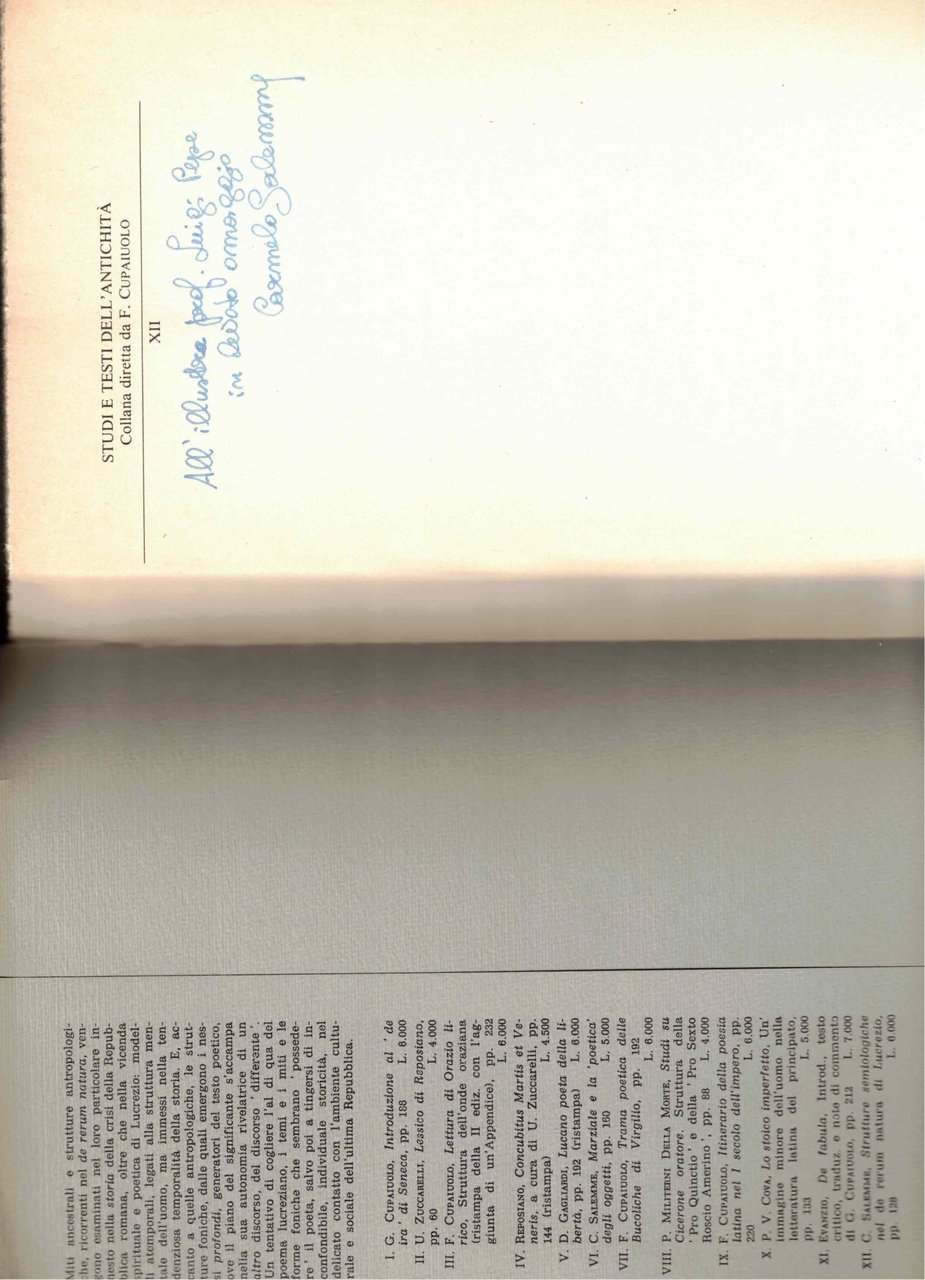 Miti ancestrali e strutture antropologi-
he, ricorrenti nel de rerum natura, ven-
gono esaminati nel loro particolare in-
nesto nella storia della crisi della Repub-
blica romana, oltre che nella vicenda
spirituale e poetica di Lucrezio: model-
li atemporali, legati alla struttura men-
tale dell'uomo, ma immessi nella ten-
denziosa temporalità della storia. E, ac-
canto a quelle antropologiche, le strut-
ture foniche, dalle quali emergono i nes-
si profondi, generatori del testo poetico,
ove il piano del significante s'accampa
nella sua autonomia rivelatrice di un
altro discorso, del discorso 'differente'.
Un tentativo di cogliere l'al di qua del
poema lucreziano, i temi e i miti e le
forme foniche che sembrano 'possede-
re' il poeta, salvo poi a tingersi di in-
confondibile, individuale storicità, nel
delicato contatto con l'ambiente cultu-
rale e sociale dell'ultima Repubblica.
I. G. CUPAIUOLO, Introduzione al ' de
ira ' di Seneca, pp. 188 L. 6.000
II. U. ZUCCARELLI, Lessico di Reposiano,
pp. 60 L. 4.000
III. F. CUPAIUOLO, Lettura di Orazio li-
rico, Struttura dell'ode oraziana
(ristampa della II ediz. con l'ag-
giunta di un'Appendice), pp. 232
L. 6.000
IV. REPOSIANO, Concubitus Martis et Ve-
neris, a cura di U. Zuccarelli, pp.
144 (ristampa) L. 4.500
V. D. GAGLIARDI, Lucano poeta della li-
bertà, pp. 192 (ristampa) L. 6.000
VI. C. SALEMME, Marziale e la 'poetica'
degli oggetti, pp. 160 L. 5.000
VII. F. CUPAIUOLO, Trama poetica delle
Bucoliche di Virgilio, pp. 192
L. 6.000
VIII. P. MILITERNI DELLA MORTE, Studi su
Cicerone oratore. Struttura della
' Pro Quinctio ' e della ' Pro Sexto
Roscio Amerino ', pp. 88 L. 4.000
IX. F. CUPAIUOLO, Itinerario della poesia
latina nel I secolo dell'impero, pp.
220 L. 6.000
X. P. V. COVA, Lo stoico imperfetto, Un'
immagine minore dell'uomo nella
letteratura latina del principato,
pp. 133 L. 5.000
XI. EVANZIO, De fabula, Introd., testo
critico, traduz. e note di commento
di G. CUPAIUOLO, pp. 212 L. 7.000
XII. C. SALEMME, Strutture semiologiche
nel de rerum natura di Lucrezio,
pp. 128 L. 6.000
STUDI E TESTI DELL'ANTICHITÀ
Collana diretta da F. CUPAIUOLO
XII
All'illustre prof. Luigi Pepe
in devoto omaggio
Carmelo Salemme